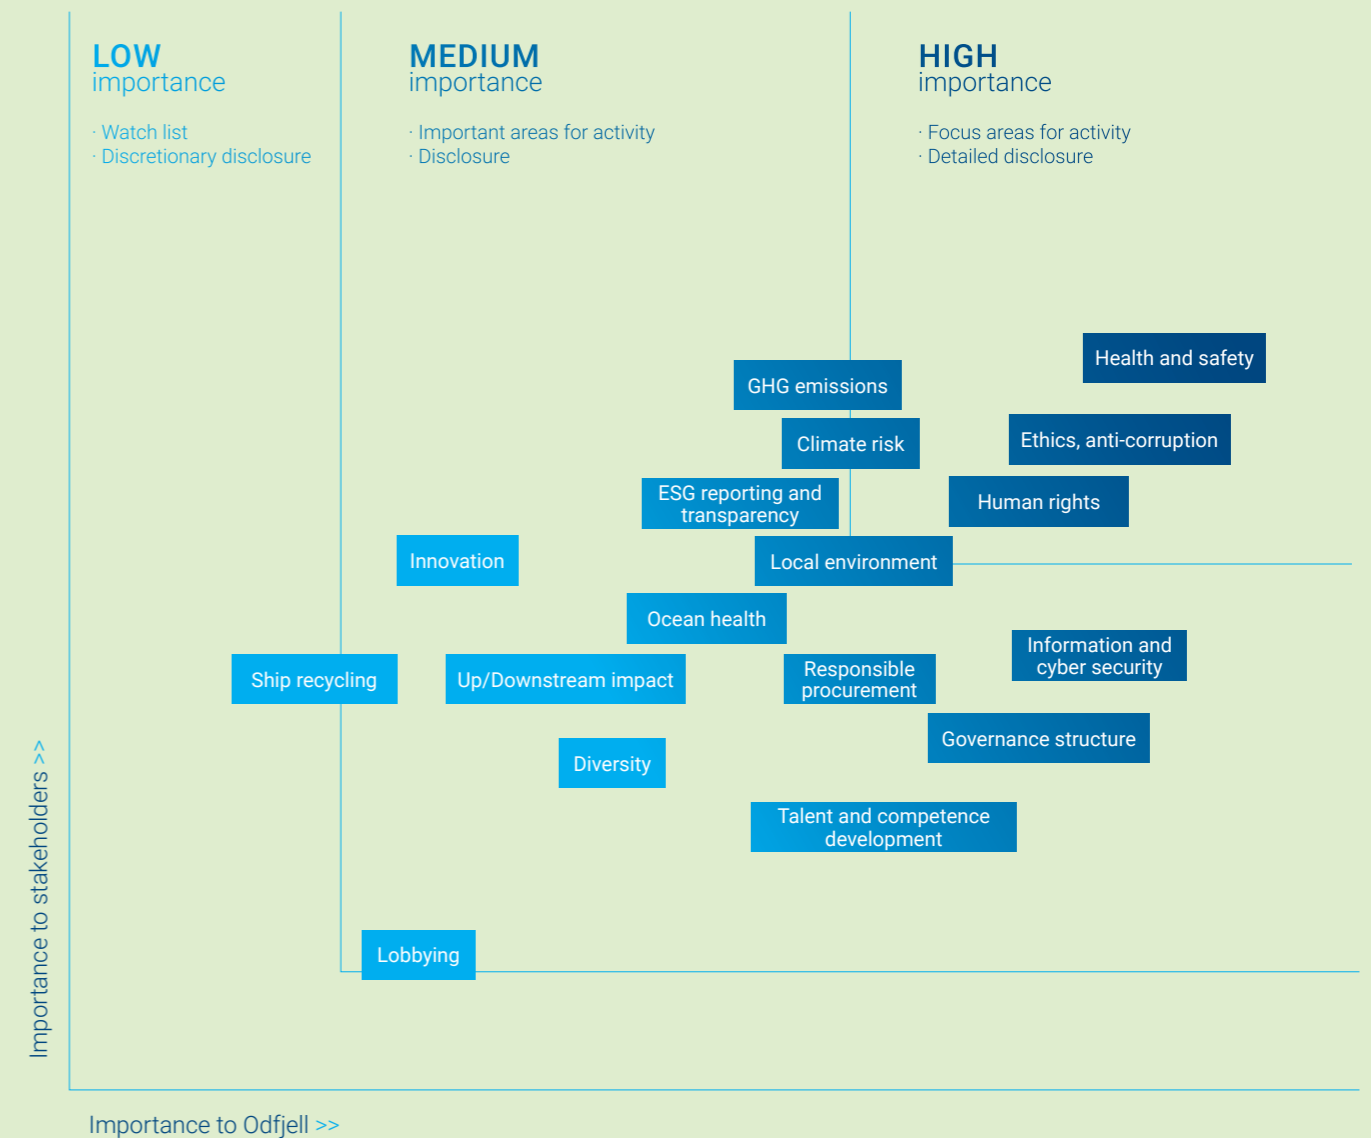 LOW
importance
· Watch list
· Discretionary disclosure
MEDIUM
importance
· Important areas for activity
· Disclosure
HIGH
importance
· Focus areas for activity
· Detailed disclosure
Health and safety
GHG emissions
Ethics, anti-corruption
Climate risk
ESG reporting and
transparency
Human rights
Innovation
Local environment
Ocean health
Information and
cyber security
Ship recycling
Up/Downstream impact
Responsible
procurement
Governance structure
Diversity
Talent and competence
development
Lobbying
Importance to stakeholders >>
Importance to Odfjell >>